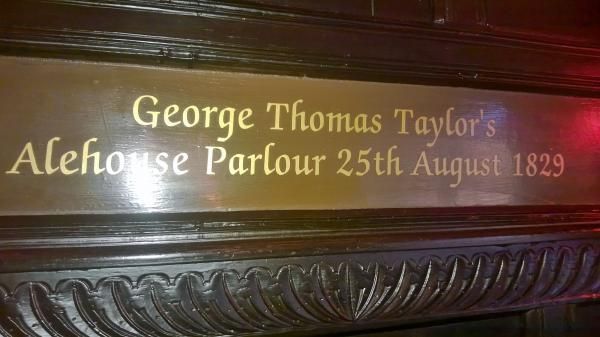 George Thomas Taylor's
Alehouse Parlour 25th August 1829